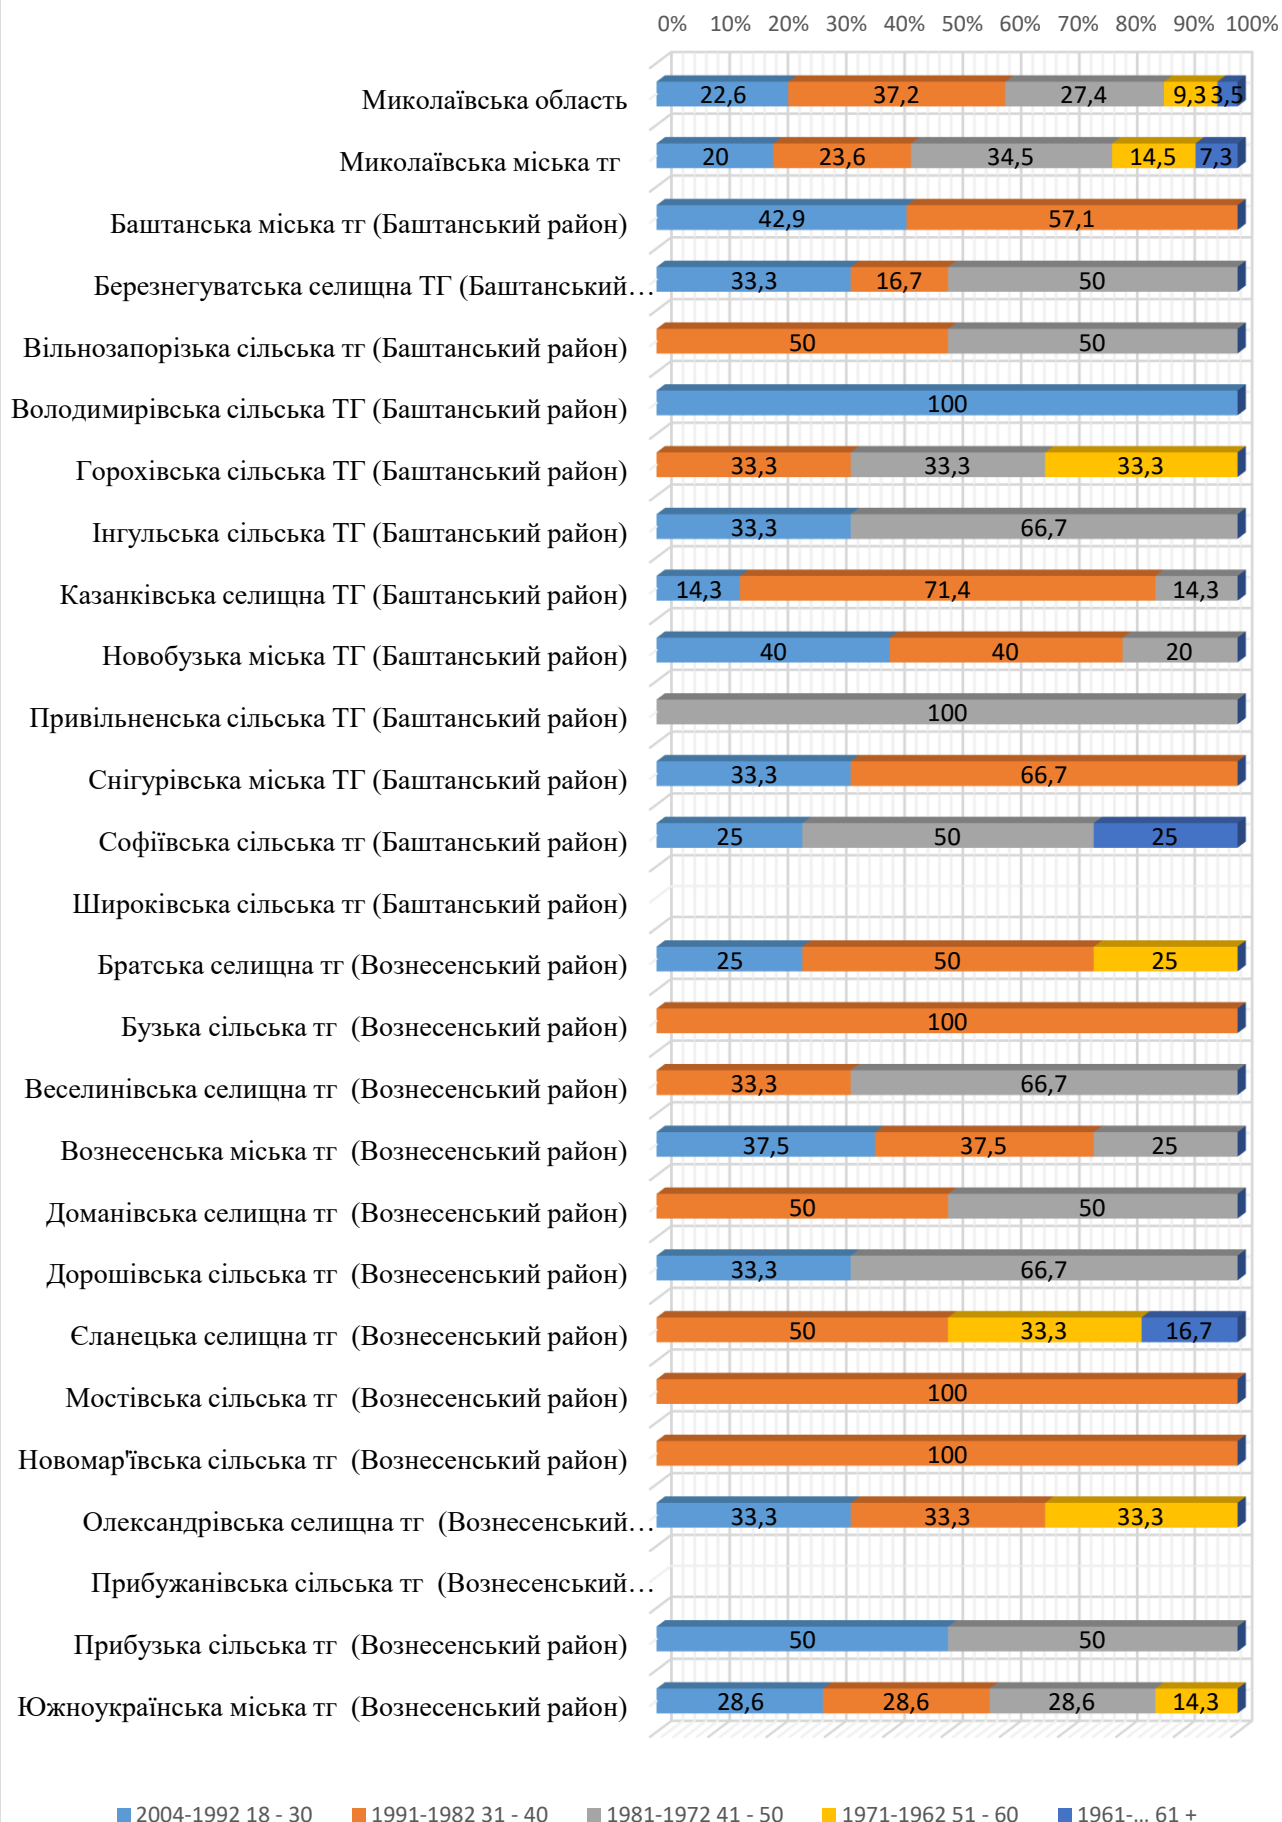 0% 10% 20% 30% 40% 50% 60% 70% 80% 90% 100%
Миколаївська область 22,6 37,2 27,4 9,3 3,5
Миколаївська міська тг 20 23,6 34,5 14,5 7,3
Баштанська міська тг (Баштанський район) 42,9 57,1
Березнегуватська селищна ТГ (Баштанський… 33,3 16,7 50
Вільнозапорізька сільська тг (Баштанський район) 50 50
Володимирівська сільська ТГ (Баштанський район) 100
Горохівська сільська ТГ (Баштанський район) 33,3 33,3 33,3
Інгульська сільська ТГ (Баштанський район) 33,3 66,7
Казанківська селищна ТГ (Баштанський район) 14,3 71,4 14,3
Новобузька міська ТГ (Баштанський район) 40 40 20
Привільненська сільська ТГ (Баштанський район) 100
Снігурівська міська ТГ (Баштанський район) 33,3 66,7
Софіївська сільська тг (Баштанський район) 25 50 25
Широківська сільська тг (Баштанський район)
Братська селищна тг (Вознесенський район) 25 50 25
Бузька сільська тг (Вознесенський район) 100
Веселинівська селищна тг (Вознесенський район) 33,3 66,7
Вознесенська міська тг (Вознесенський район) 37,5 37,5 25
Доманівська селищна тг (Вознесенський район) 50 50
Дорошівська сільська тг (Вознесенський район) 33,3 66,7
Єланецька селищна тг (Вознесенський район) 50 33,3 16,7
Мостівська сільська тг (Вознесенський район) 100
Новомар'ївська сільська тг (Вознесенський район) 100
Олександрівська селищна тг (Вознесенський… 33,3 33,3 33,3
Прибужанівська сільська тг (Вознесенський…
Прибузька сільська тг (Вознесенський район) 50 50
Южноукраїнська міська тг (Вознесенський район) 28,6 28,6 28,6 14,3
2004-1992 18 - 30 1991-1982 31 - 40 1981-1972 41 - 50 1971-1962 51 - 60 1961-... 61 +